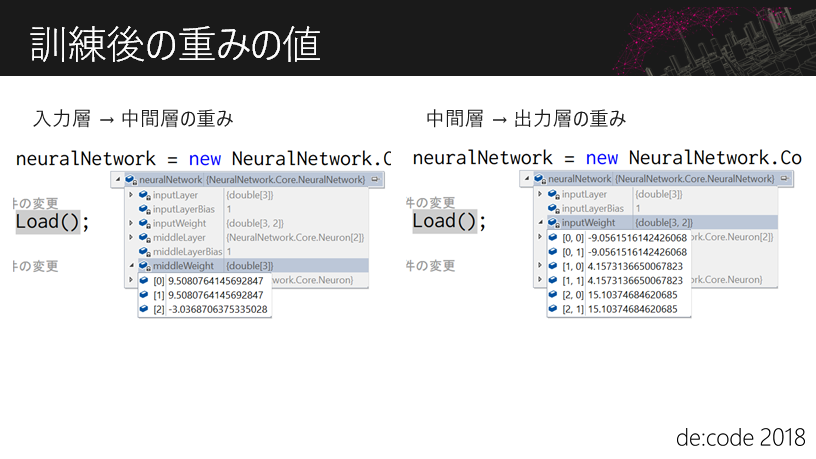 訓練後の重みの値
入力層 → 中間層の重み
neuralNetwork = new NeuralNetwork.C
neuralNetwork {NeuralNetwork.Core.NeuralNetwork}
件の変更
inputLayer {double[3]}
inputLayerBias 1
Load();
inputWeight {double[3, 2]}
middleLayer {NeuralNetwork.Core.Neuron[2]}
middleLayerBias 1
件の変更
middleWeight {double[3]}
[0] 9.5080764145692847
work.Core.Neuron}
[1] 9.5080764145692847
[2] -3.0368706375335028
中間層 → 出力層の重み
neuralNetwork = new NeuralNetwork.Co
neuralNetwork {NeuralNetwork.Core.NeuralNetwork}
件の変更
inputLayer {double[3]}
inputLayerBias 1
Load();
inputWeight {double[3, 2]}
[0, 0] -9.0561516142426068
rk.Core.Neuron[2]}
[0, 1] -9.0561516142426068
件の変更
[1, 0] 4.1573136650067823
[1, 1] 4.1573136650067823
rk.Core.Neuron}
[2, 0] 15.10374684620685
[2, 1] 15.10374684620685
de:code 2018